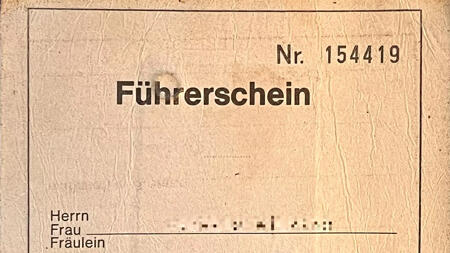 Nr. 154419
Führerschein
Herrn
Frau
Fräulein